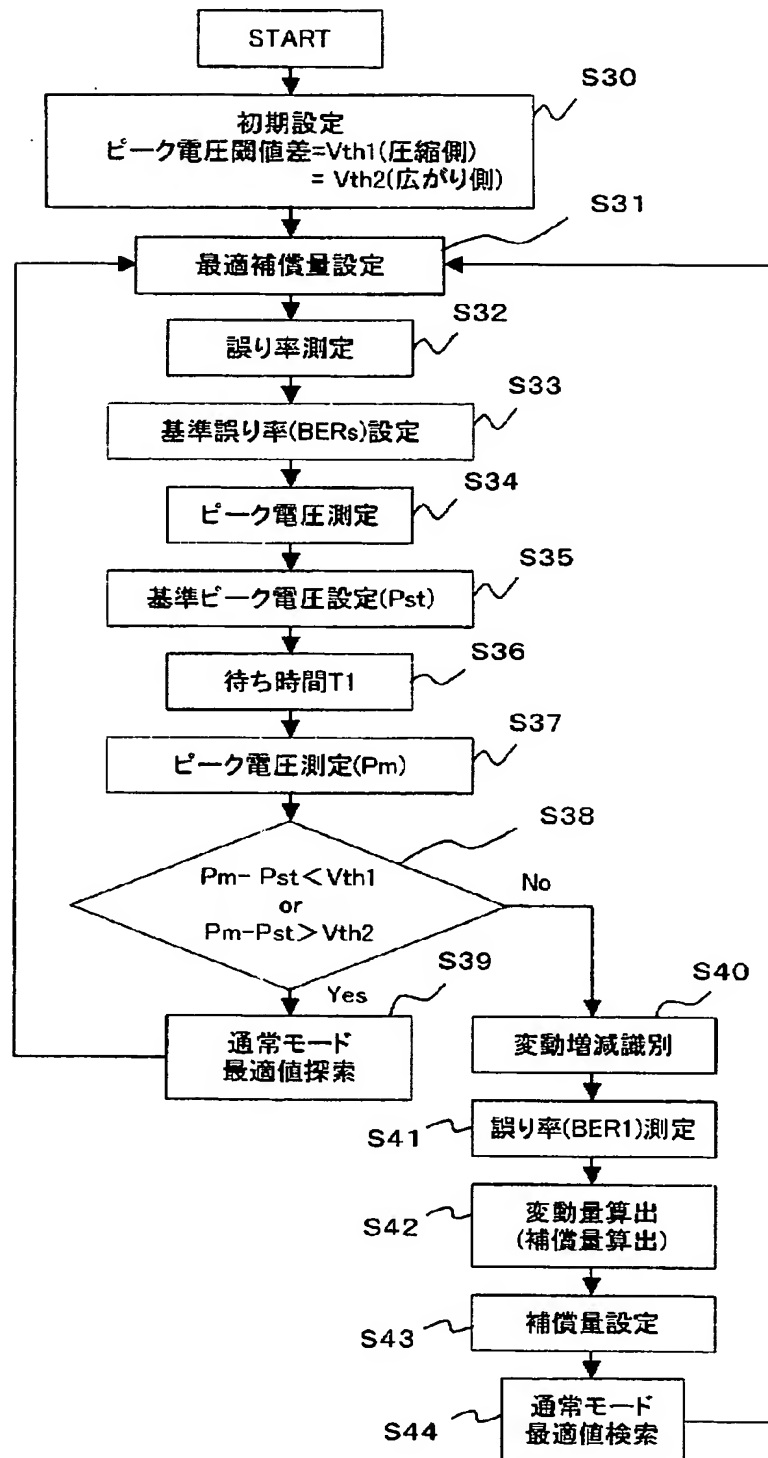 START
S30
初期設定
ピーク電圧閾値差=Vth1(圧縮側)
= Vth2(広がり側)
S31
最適補償量設定
S32
誤り率測定
S33
基準誤り率(BERs)設定
S34
ピーク電圧測定
S35
基準ピーク電圧設定(Pst)
S36
待ち時間T1
S37
ピーク電圧測定(Pm)
S38
Pm- Pst<Vth1
or
Pm-Pst>Vth2
No
Yes
S39
通常モード
最適値探索
S40
変動増減識別
S41
誤り率(BER1)測定
S42
変動量算出
(補償量算出)
S43
補償量設定
S44
通常モード
最適値検索